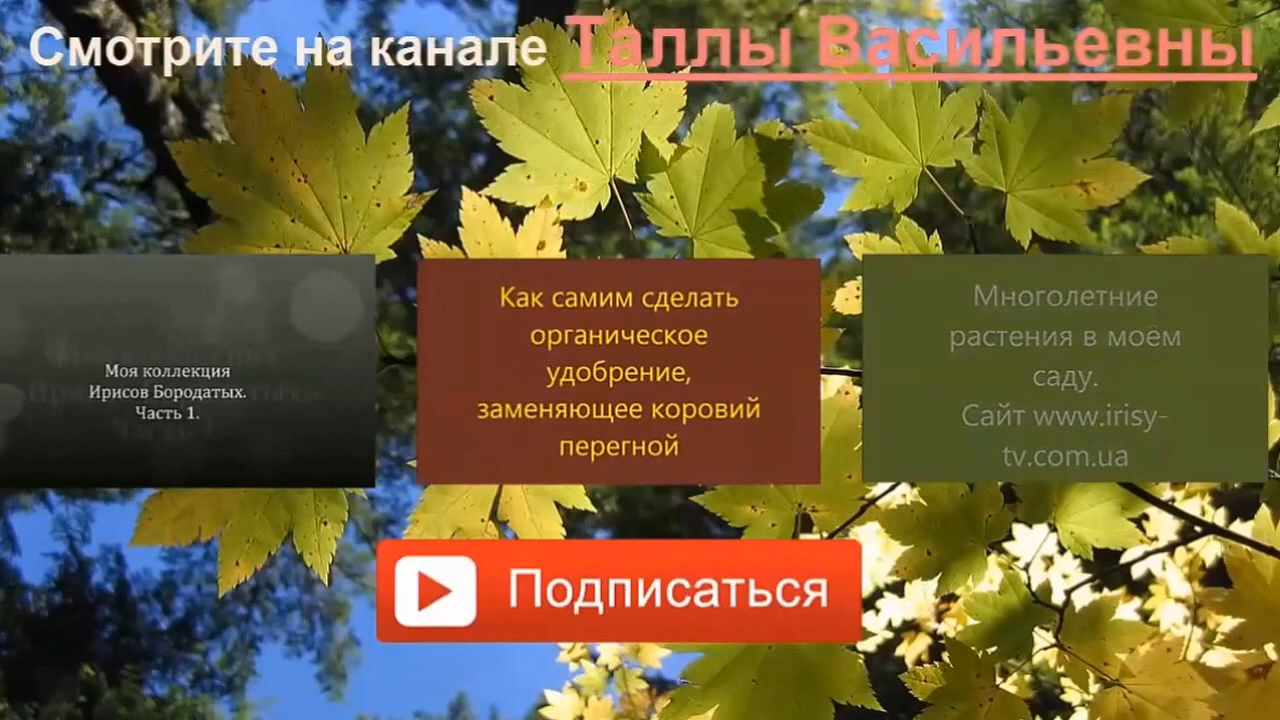 Смотрите на канале Таллы Васильевны
Моя коллекция
Ирисов Бородатых.
Часть 1.
Как самим сделать
органическое
удобрение,
заменяющее коровий
перегной
Многолетние
растения в моём
саду.
Сайт www.irisy-
tv.com.ua
Подписаться